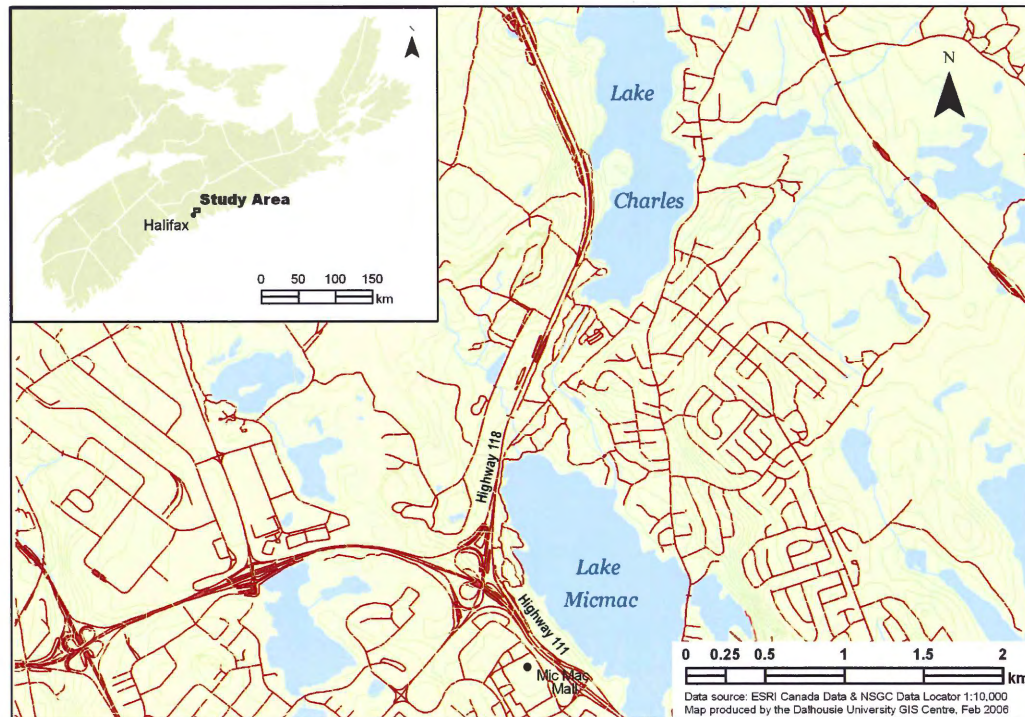 Study Area
Halifax
0 50 100 150
km
N
Lake
Charles
Highway 118
Lake
Micmac
Highway 111
Mic Mac
Mall
0 0.25 0.5 1 1.5 2
km
Data source: ESRI Canada Data & NSGC Data Locator 1:10,000
Map produced by the Dalhousie University GIS Centre, Feb 2006